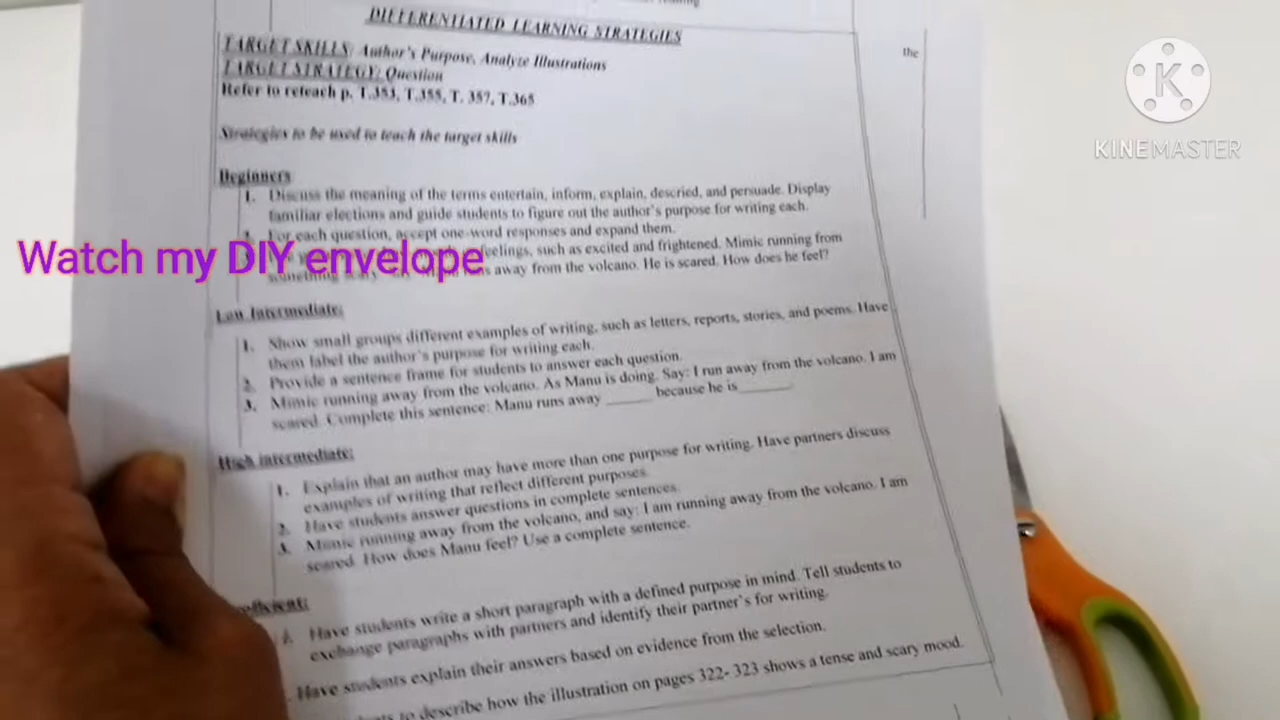 DIFFERENTIATED LEARNING STRATEGIES
TARGET SKILLS: Author's Purpose, Analyze Illustrations
TARGET STRATEGY: Question
Refer to reteach p. T.353, T.355, T. 357, T.365
the
KINEMASTER
Strategies to be used to teach the target skills
Beginners
1. Discuss the meaning of the terms entertain, inform, explain, descried, and persuade. Display
familiar elections and guide students to figure out the author's purpose for writing each.
For each question, accept one-word responses and expand them.
feelings, such as excited and frightened. Mimic running from
Watch my DIY envelope
something away from the volcano. He is scared. How does he feel?
Low Intermediate:
1. Show small groups different examples of writing, such as letters, reports, stories, and poems. Have
them label the author's purpose for writing each.
2. Provide a sentence frame for students to answer each question.
3. Mimic running away from the volcano. As Manu is doing. Say: I run away from the volcano. I am
scared. Complete this sentence: Manu runs away ______ because he is ______
High intermediate:
1. Explain that an author may have more than one purpose for writing. Have partners discuss
examples of writing that reflect different purposes.
2. Have students answer questions in complete sentences.
3. Mimic running away from the volcano, and say: I am running away from the volcano. I am
scared. How does Manu feel? Use a complete sentence.
Have students write a short paragraph with a defined purpose in mind. Tell students to
exchange paragraphs with partners and identify their partner's for writing.
Have students explain their answers based on evidence from the selection.
to describe how the illustration on pages 322- 323 shows a tense and scary mood.